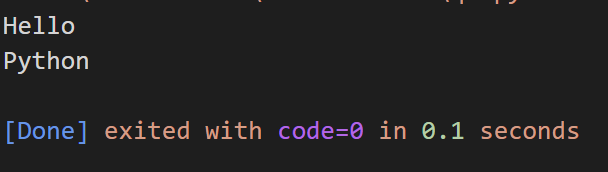 Hello
Python
[Done] exited with code=0 in 0.1 seconds